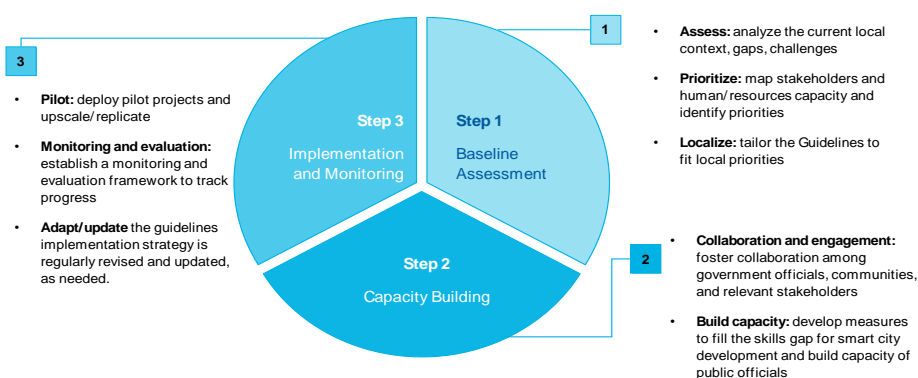 1
• Assess: analyze the current local
context, gaps, challenges
• Prioritize: map stakeholders and
human/resources capacity and
identify priorities
• Localize: tailor the Guidelines to
fit local priorities
Step 1
Baseline
Assessment
2
• Collaboration and engagement:
foster collaboration among
government officials, communities,
and relevant stakeholders
• Build capacity: develop measures
to fill the skills gap for smart city
development and build capacity of
public officials
Step 2
Capacity Building
3
• Pilot: deploy pilot projects and
upscale/replicate
• Monitoring and evaluation:
establish a monitoring and
evaluation framework to track
progress
• Adapt/update the guidelines
implementation strategy is
regularly revised and updated,
as needed.
Step 3
Implementation
and Monitoring